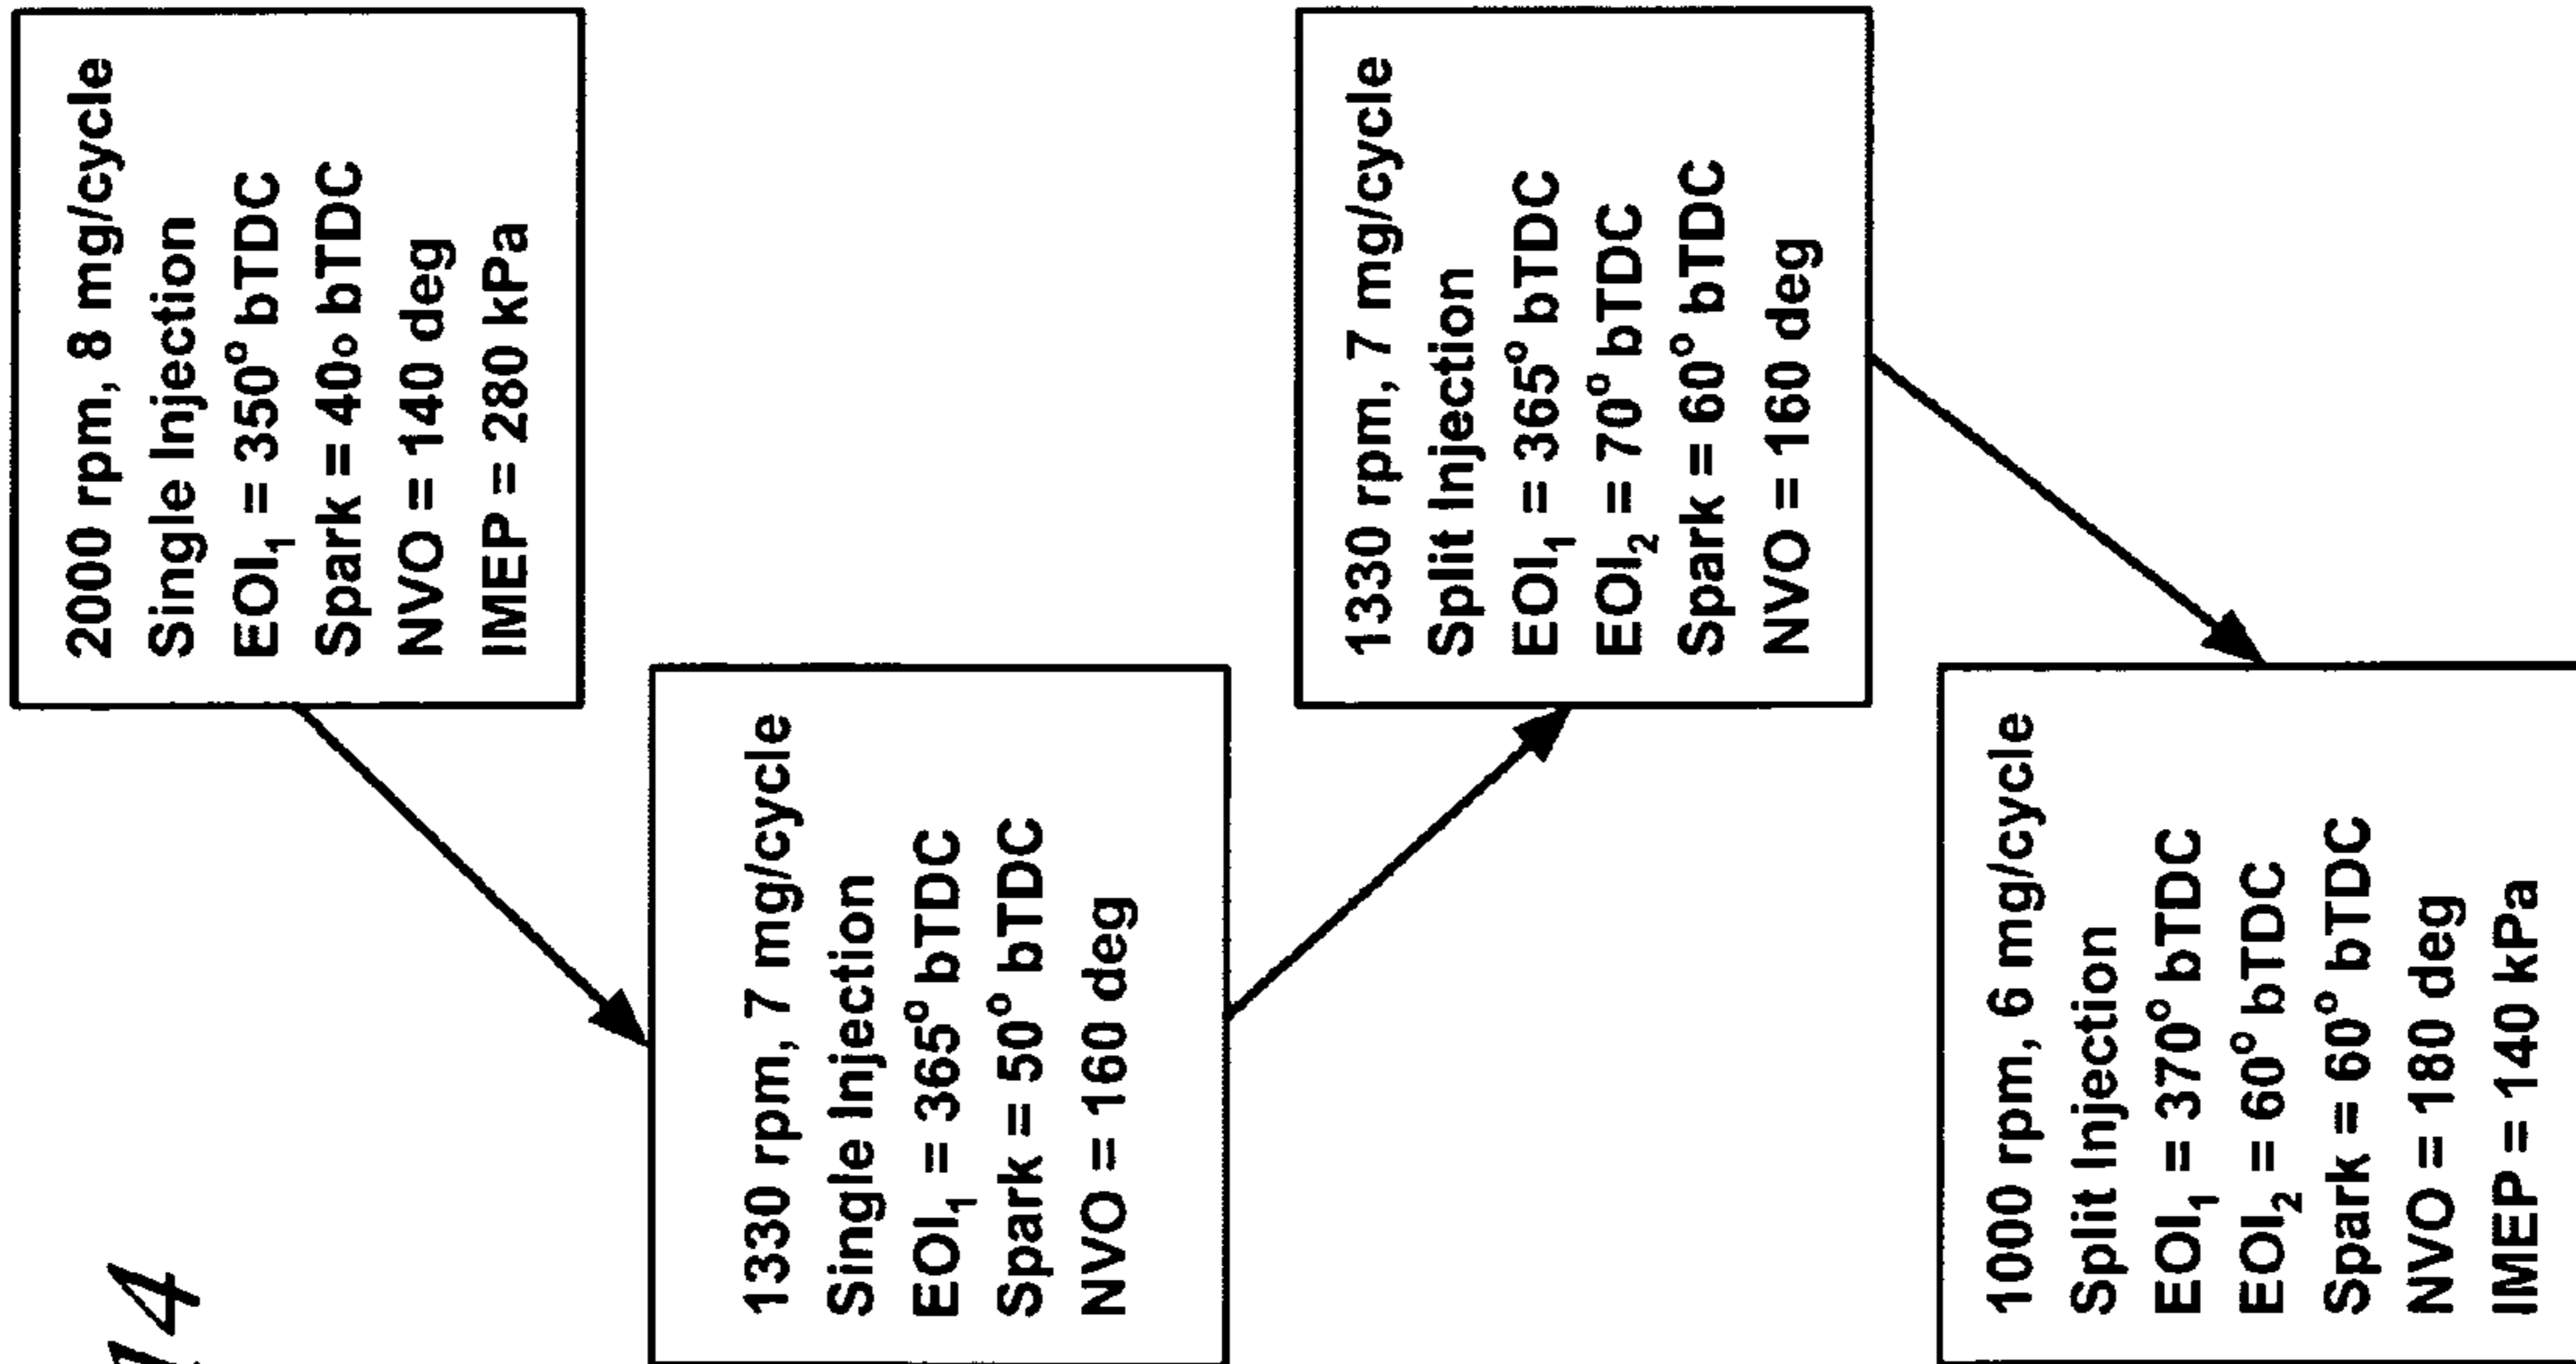 14
2000 rpm, 8 mg/cycle
Single Injection
EOI₁ = 350° bTDC
Spark = 40o bTDC
NVO = 140 deg
IMEP = 280 kPa
1330 rpm, 7 mg/cycle
Single Injection
EOI₁ = 365° bTDC
Spark = 50° bTDC
NVO = 160 deg
1330 rpm, 7 mg/cycle
Split Injection
EOI₁ = 365° bTDC
EOI₂ = 70° bTDC
Spark = 60° bTDC
NVO = 160 deg
1000 rpm, 6 mg/cycle
Split Injection
EOI₁ = 370° bTDC
EOI₂ = 60° bTDC
Spark = 60° bTDC
NVO = 180 deg
IMEP = 140 kPa